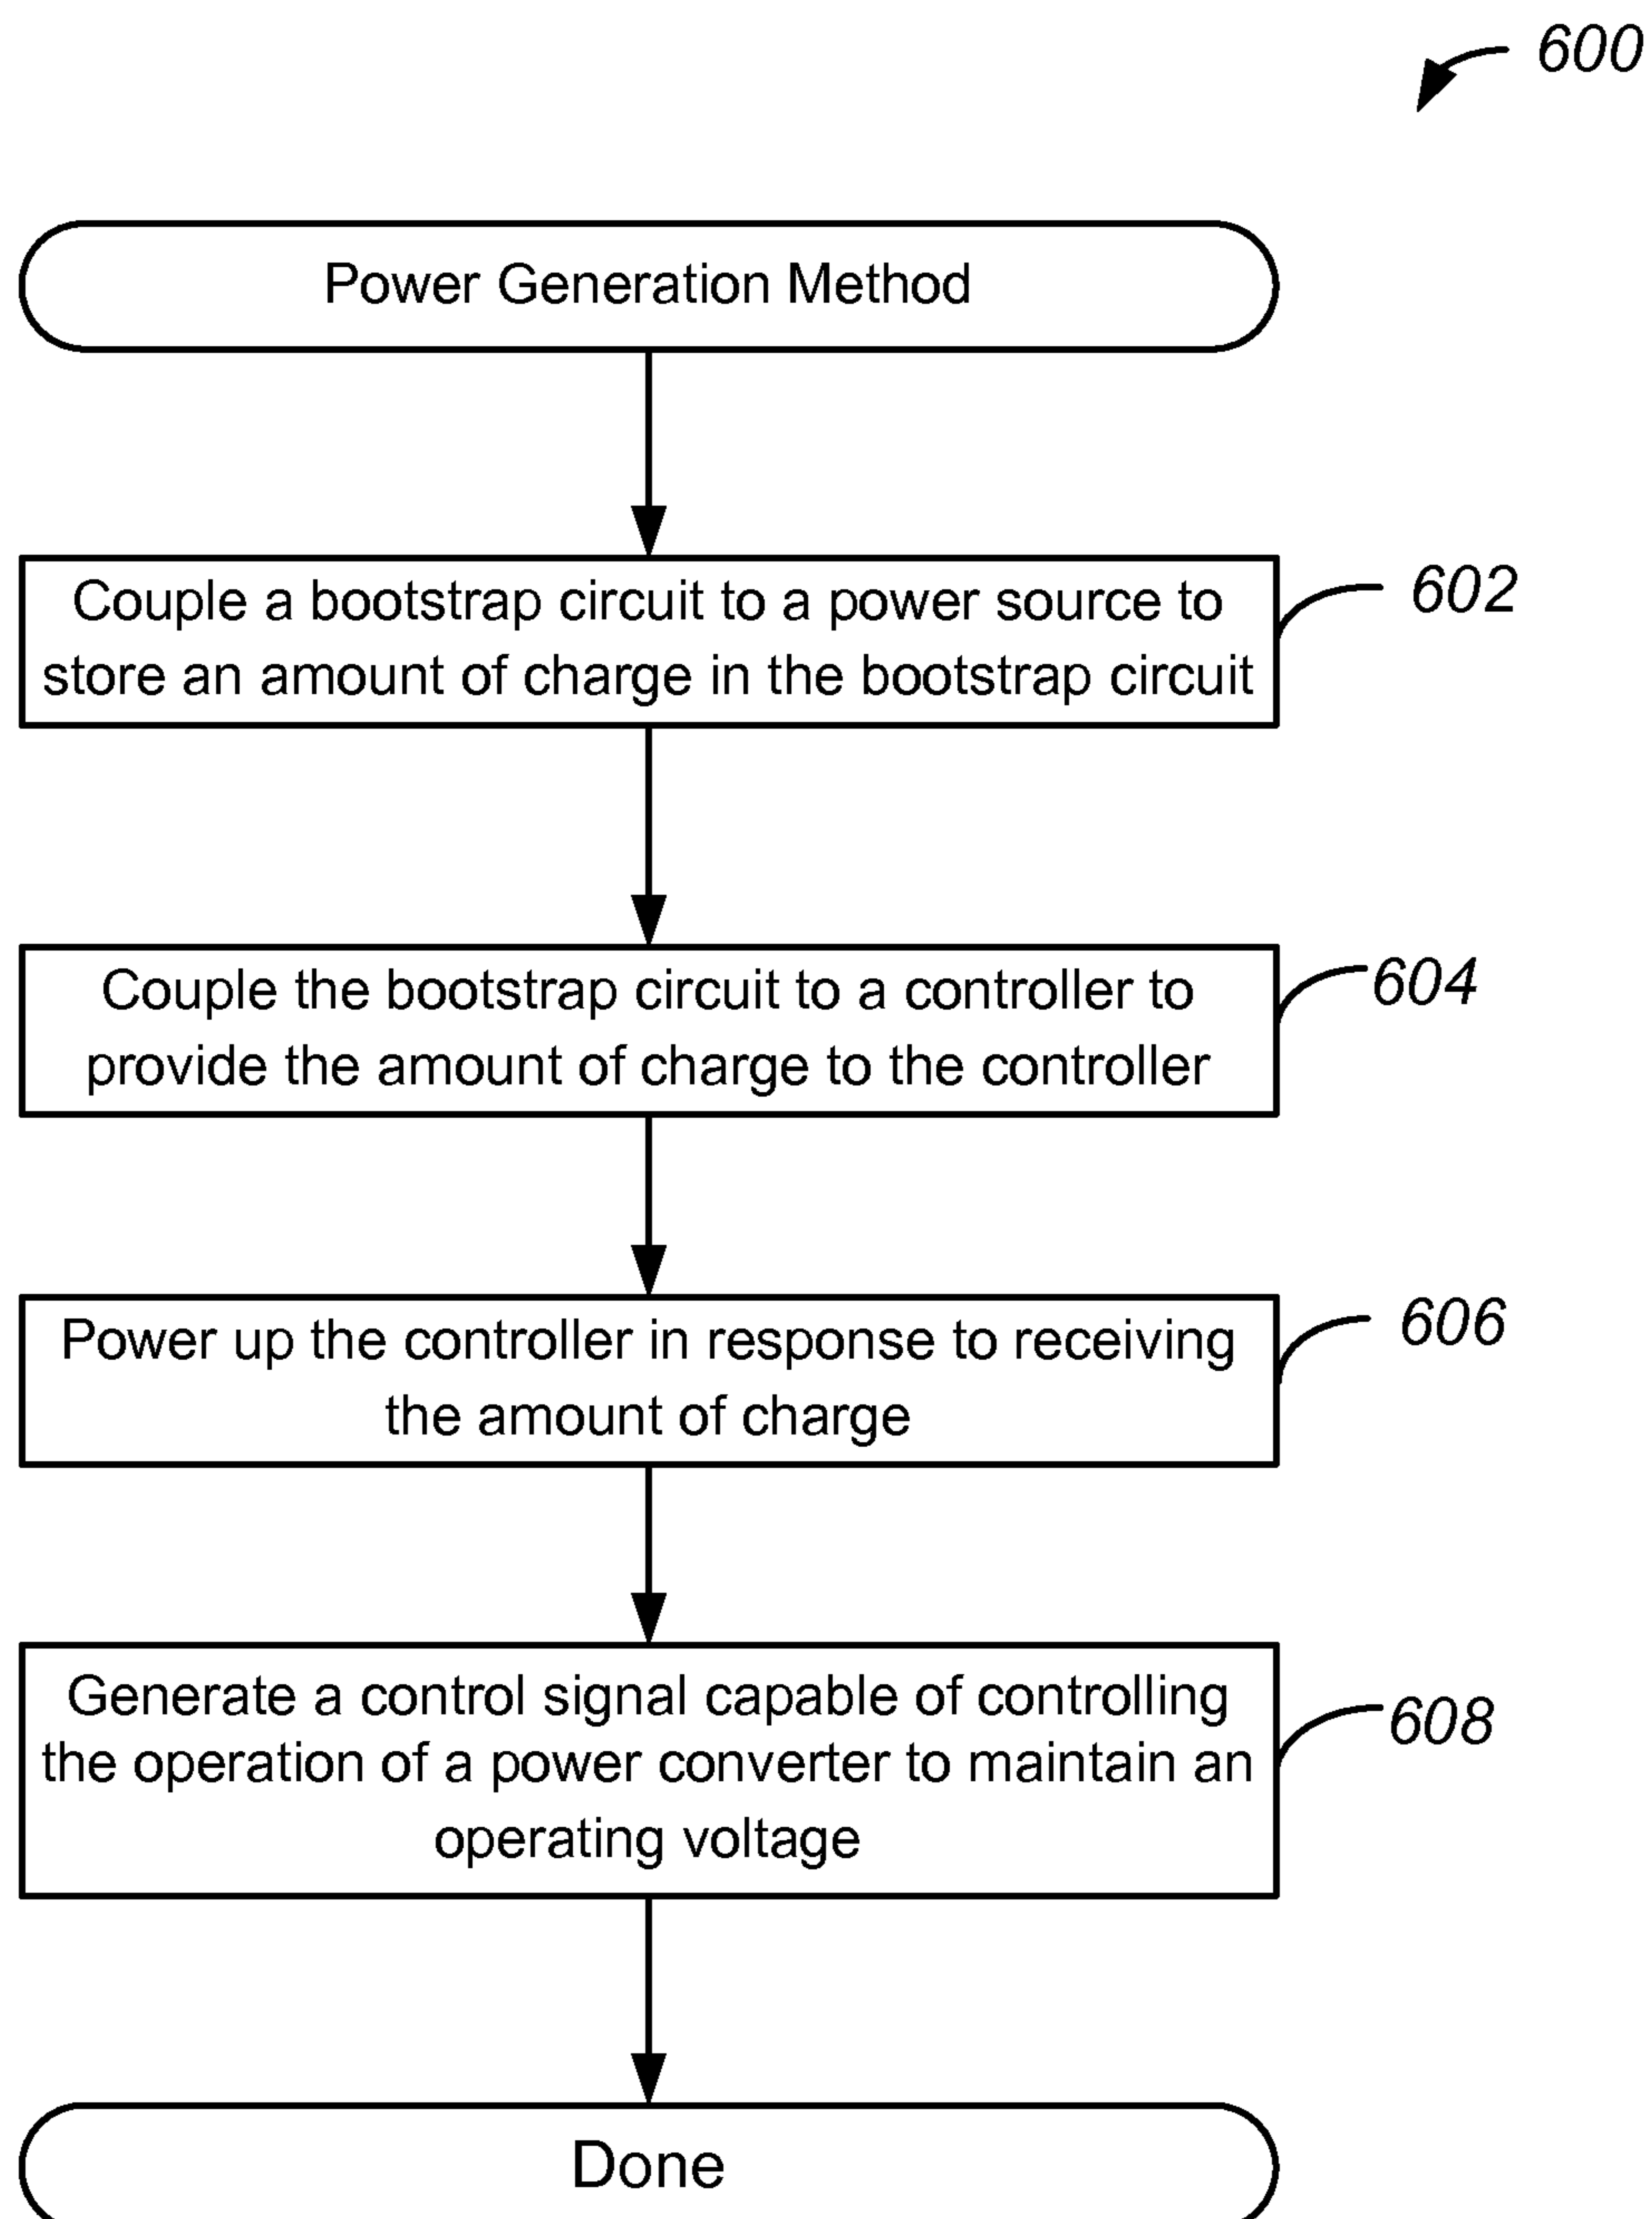 600
Power Generation Method
Couple a bootstrap circuit to a power source to
store an amount of charge in the bootstrap circuit
602
Couple the bootstrap circuit to a controller to
provide the amount of charge to the controller
604
Power up the controller in response to receiving
the amount of charge
606
Generate a control signal capable of controlling
the operation of a power converter to maintain an
operating voltage
608
Done